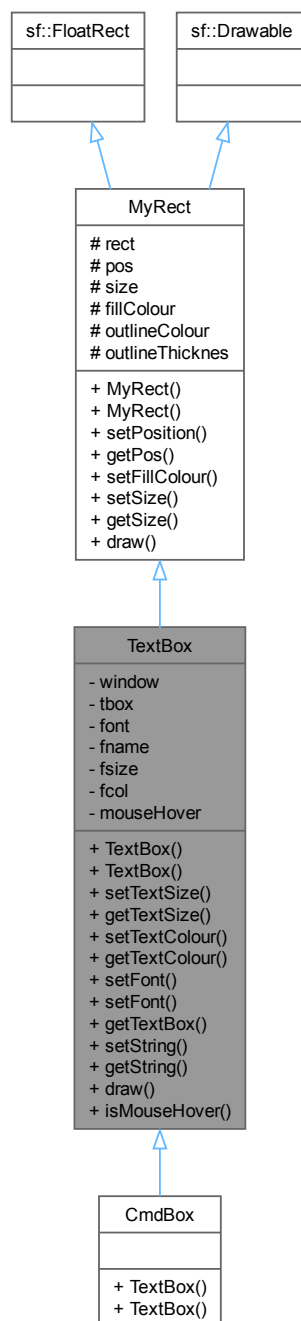 sf::FloatRect
sf::Drawable
MyRect
# rect
# pos
# size
# fillColour
# outlineColour
# outlineThicknes
+ MyRect()
+ MyRect()
+ setPosition()
+ getPos()
+ setFillColour()
+ setSize()
+ getSize()
+ draw()
TextBox
- window
- tbox
- font
- fname
- fsize
- fcol
- mouseHover
+ TextBox()
+ TextBox()
+ setTextSize()
+ getTextSize()
+ setTextColour()
+ getTextColour()
+ setFont()
+ setFont()
+ getTextBox()
+ setString()
+ getString()
+ draw()
+ isMouseHover()
CmdBox
+ TextBox()
+ TextBox()